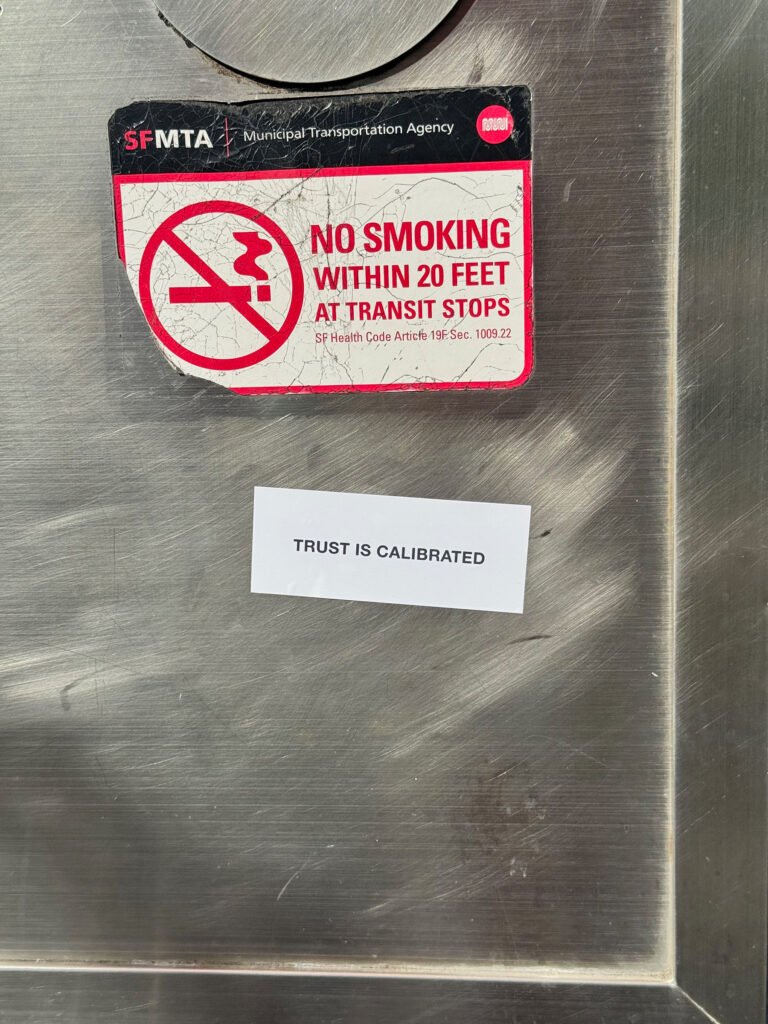 SFMTA | Municipal Transportation Agency
NO SMOKING
WITHIN 20 FEET
AT TRANSIT STOPS
SF Health Code Article 19F Sec. 1009.22
TRUST IS CALIBRATED